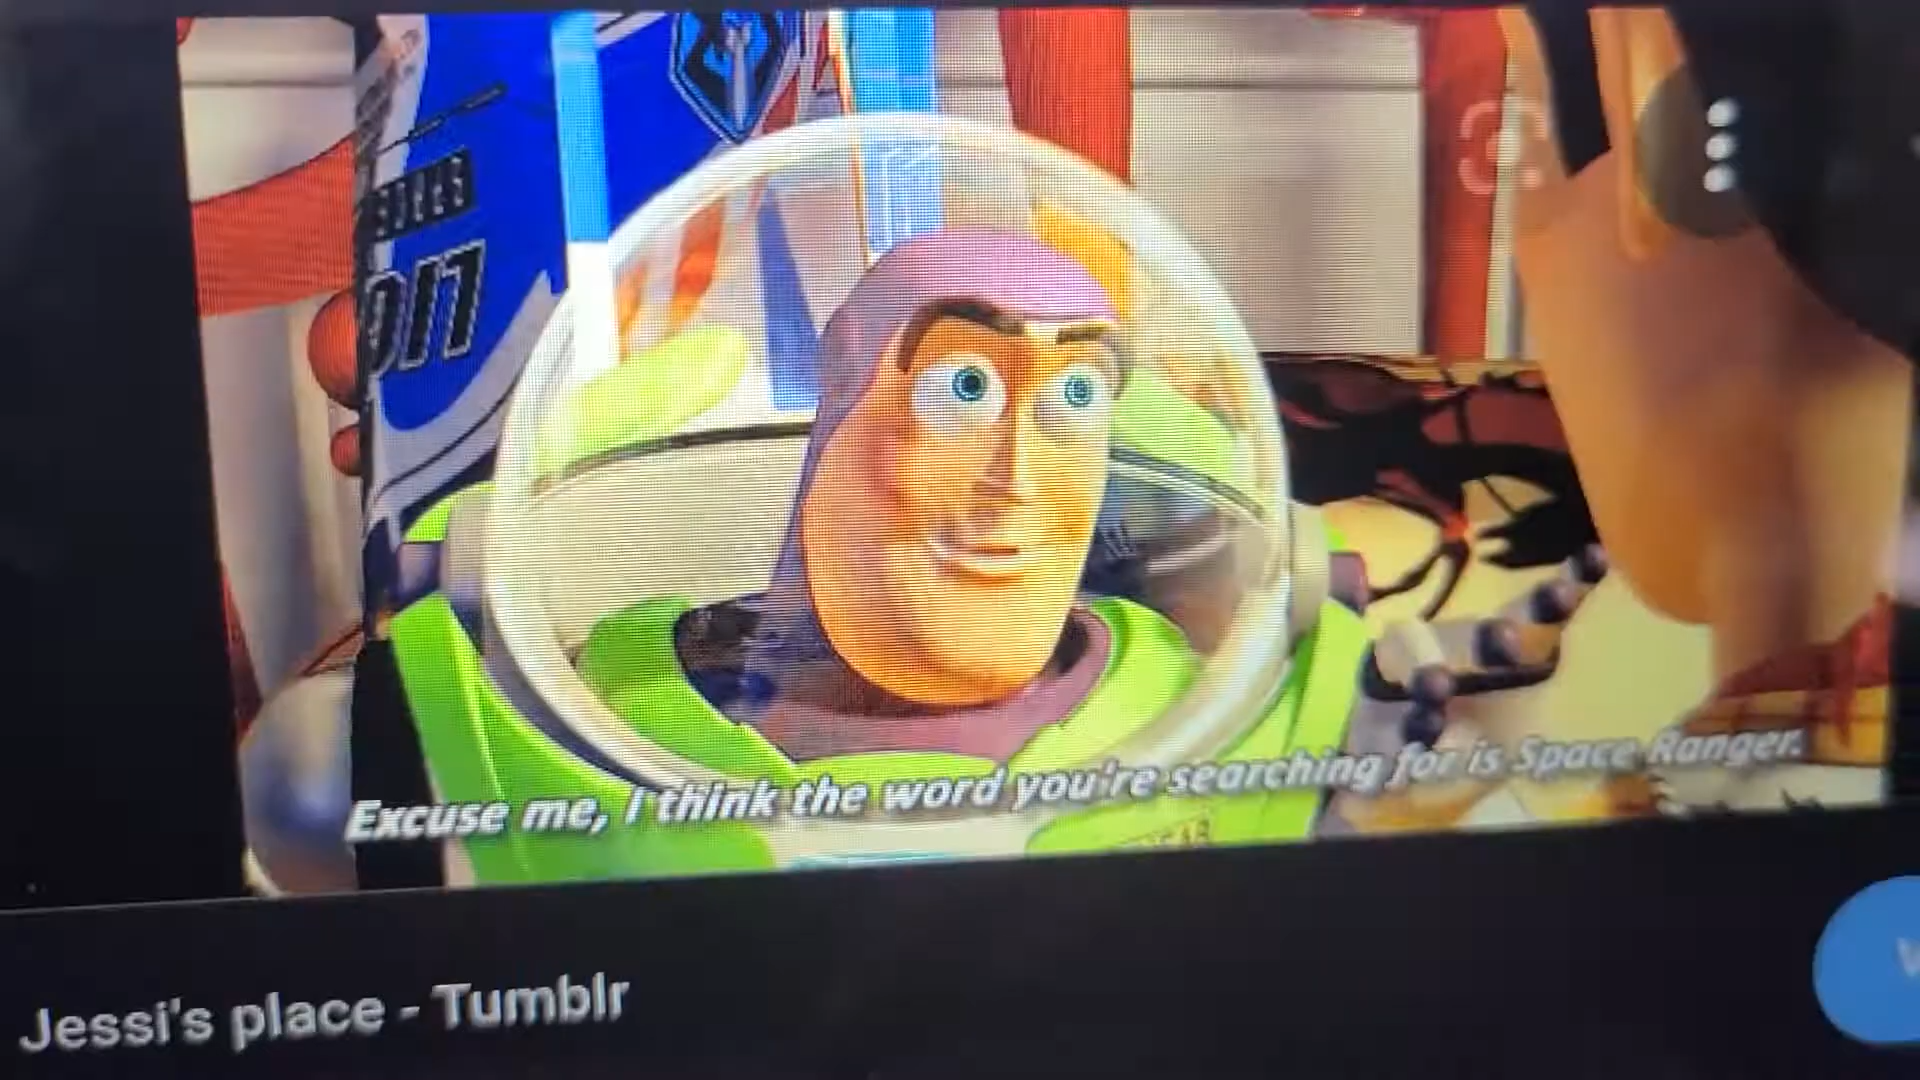 Excuse me, I think the word you're searching for is Space Ranger.
Jessi's place - Tumblr